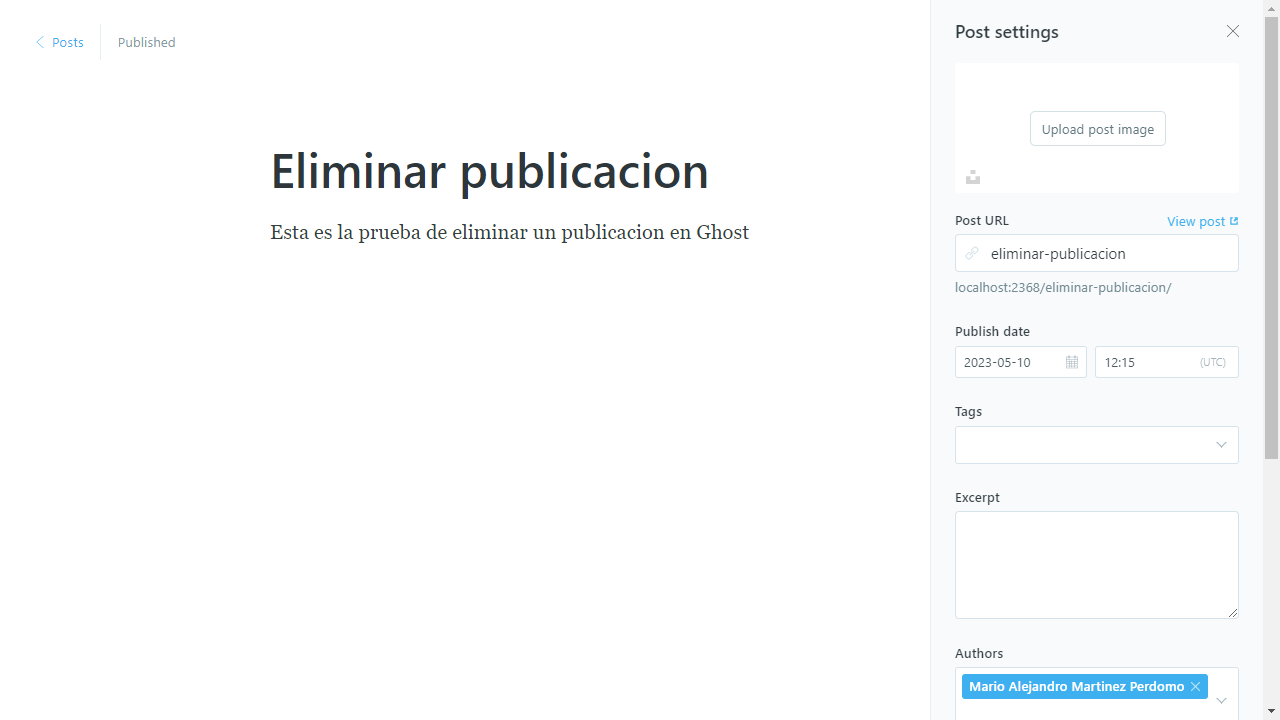 Posts
Published
Eliminar publicacion
Esta es la prueba de eliminar un publicacion en Ghost
Post settings
Upload post image
Post URL
View post
eliminar-publicacion
localhost:2368/eliminar-publicacion/
Publish date
2023-05-10
12:15
(UTC)
Tags
Excerpt
Authors
Mario Alejandro Martinez Perdomo